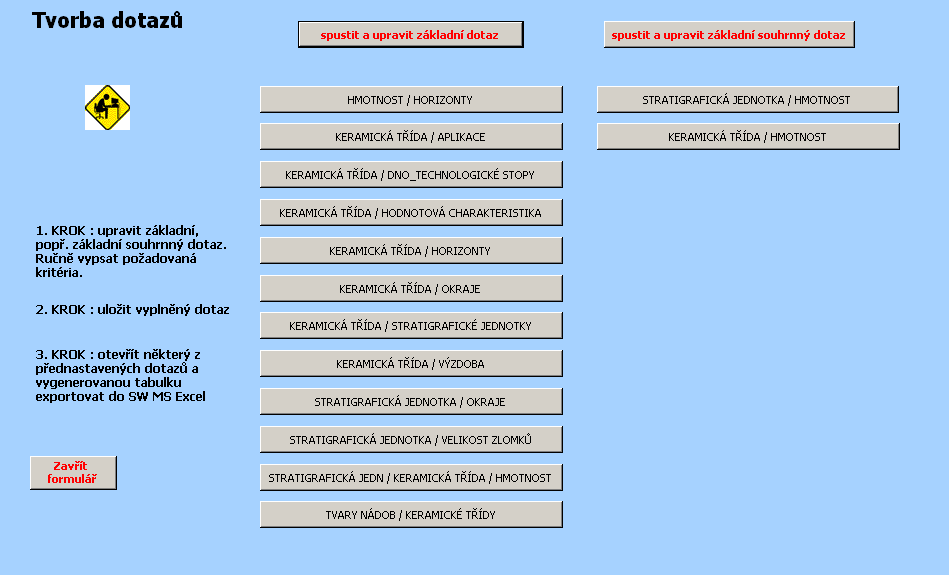 Tvorba dotazů
spustit a upravit základní dotaz
spustit a upravit základní souhrnný dotaz
HMOTNOST / HORIZONTY
KERAMICKÁ TŘÍDA / APLIKACE
KERAMICKÁ TŘÍDA / DNO_TECHNOLOGICKÉ STOPY
KERAMICKÁ TŘÍDA / HODNOTOVÁ CHARAKTERISTIKA
KERAMICKÁ TŘÍDA / HORIZONTY
KERAMICKÁ TŘÍDA / OKRAJE
KERAMICKÁ TŘÍDA / STRATIGRAFICKÉ JEDNOTKY
KERAMICKÁ TŘÍDA / VÝZDOBA
STRATIGRAFICKÁ JEDNOTKA / OKRAJE
STRATIGRAFICKÁ JEDNOTKA / VELIKOST ZLOMKŮ
STRATIGRAFICKÁ JEDN / KERAMICKÁ TŘÍDA / HMOTNOST
TVARY NÁDOB / KERAMICKÉ TŘÍDY
STRATIGRAFICKÁ JEDNOTKA / HMOTNOST
KERAMICKÁ TŘÍDA / HMOTNOST
1. KROK : upravit základní,
popř. základní souhrnný dotaz.
Ručně vypsat požadovaná
kritéria.
2. KROK : uložit vyplněný dotaz
3. KROK : otevřít některý z
přednastavených dotazů a
vygenerovanou tabulku
exportovat do SW MS Excel
Zavřít
formulář